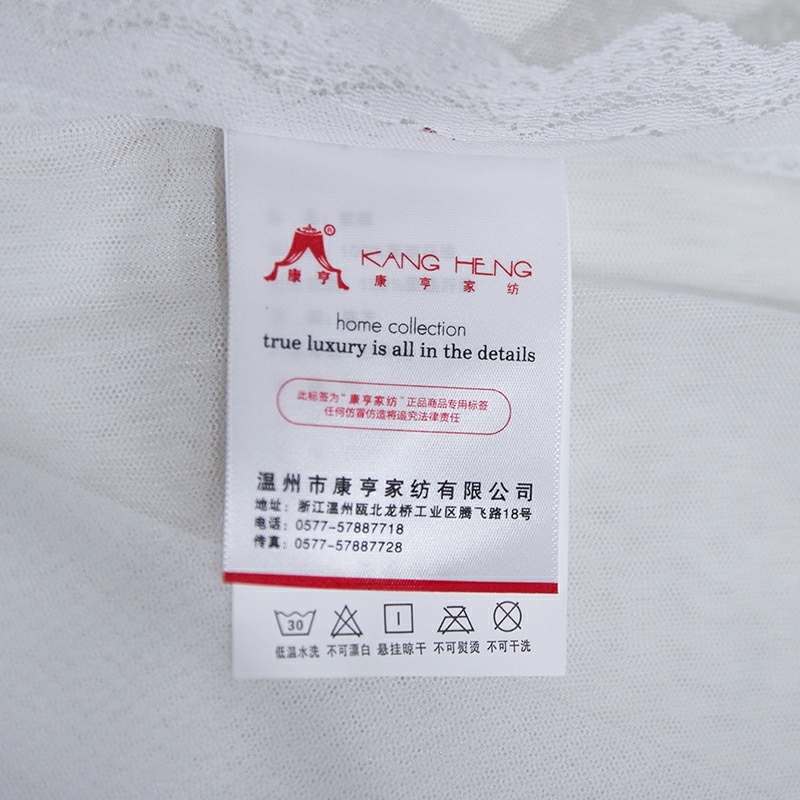 ®
康亨
KANG HENG
康亨家纺
home collection
true luxury is all in the details
此标签为“康亨家纺”正品商品专用标签
任何仿冒仿造将追究法律责任
温州市康亨家纺有限公司
地址：浙江温州瓯北龙桥工业区腾飞路18号
电话：0577-57887718
传真：0577-57887728
30
低温水洗 不可漂白 悬挂晾干 不可熨烫 不可干洗